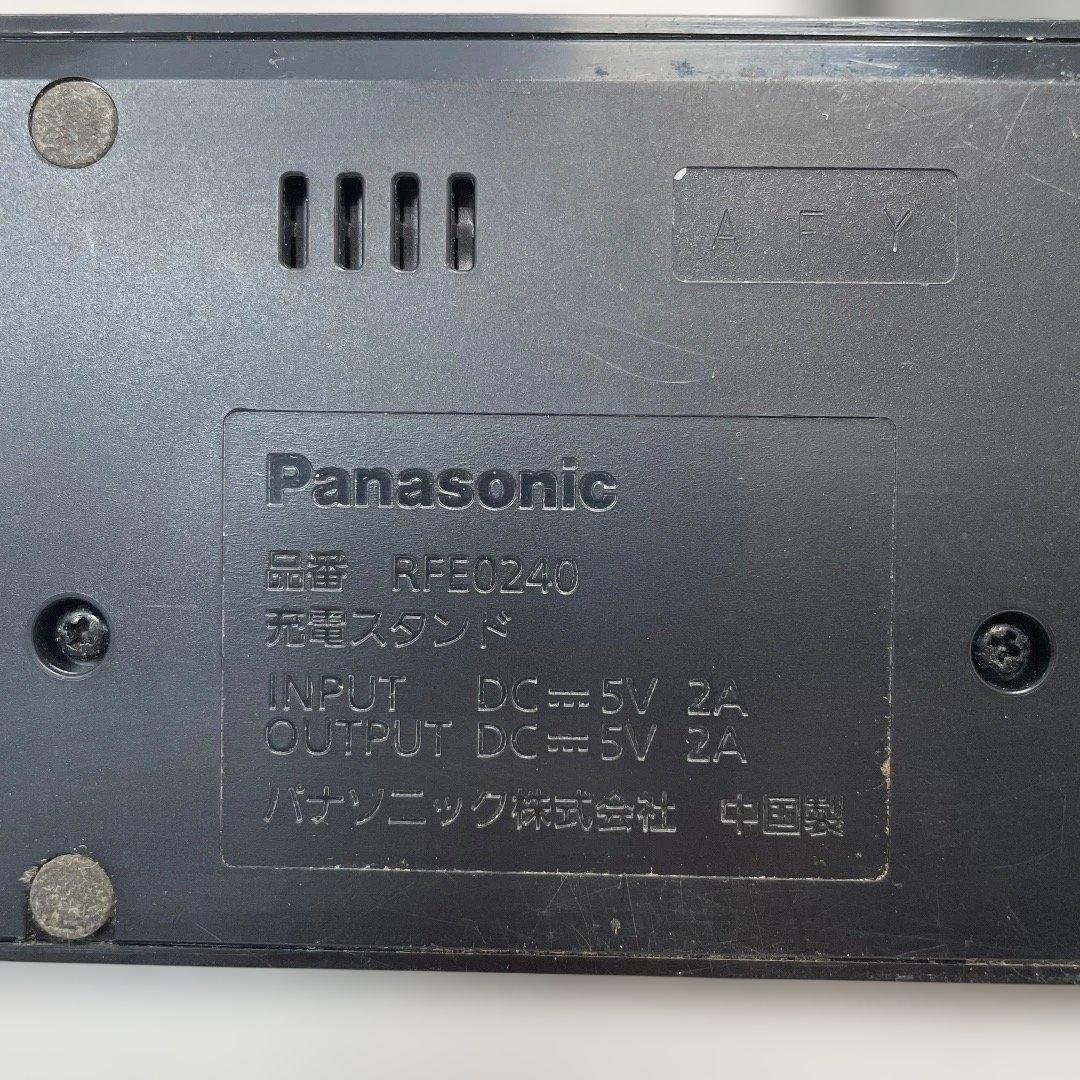 A F Y
Panasonic
品番 RFE0240
充電スタンド
INPUT DC⎓5V 2A
OUTPUT DC⎓5V 2A
パナソニック株式会社 中国製